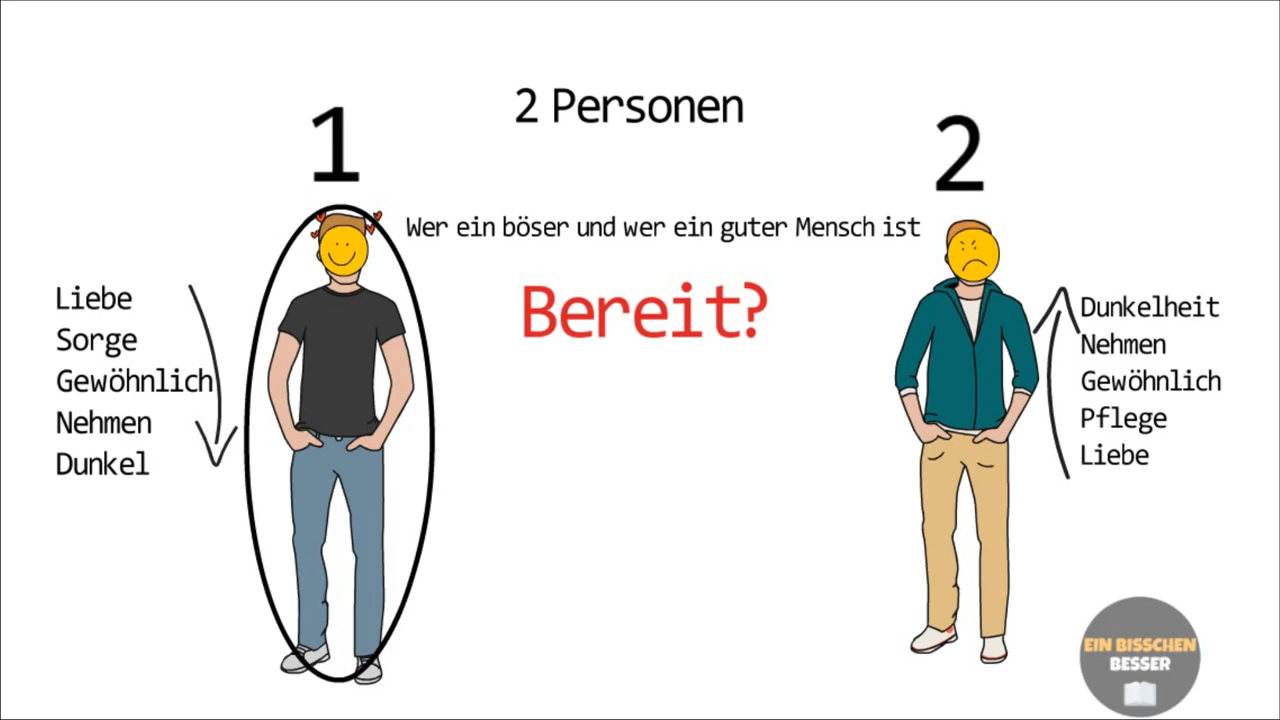 2 Personen
1
2
Wer ein böser und wer ein guter Mensch ist
Bereit?
Liebe
Sorge
Gewöhnlich
Nehmen
Dunkel
Dunkelheit
Nehmen
Gewöhnlich
Pflege
Liebe
EIN BISSCHEN
BESSER